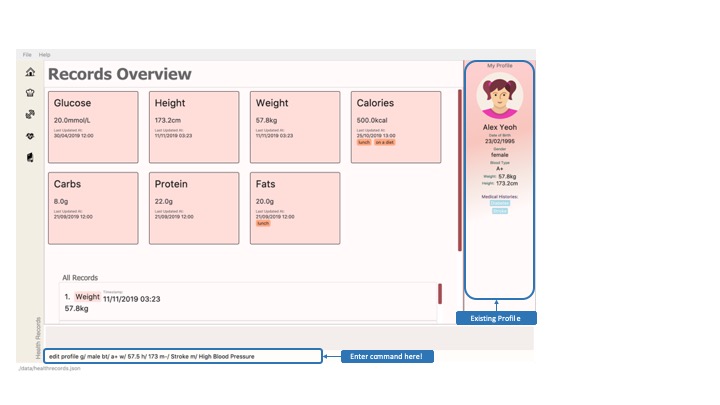 File Help
Records Overview
Glucose
20.0mmol/L
Last Updated At:
30/04/2019 12:00
Height
173.2cm
Last Updated At:
11/11/2019 03:23
Weight
57.8kg
Last Updated At:
11/11/2019 03:23
Calories
500.0kcal
Last Updated At:
25/10/2019 13:00
lunch on a diet
Carbs
8.0g
Last Updated At:
21/09/2019 12:00
Protein
22.0g
Last Updated At:
21/09/2019 12:00
Fats
20.0g
Last Updated At:
21/09/2019 12:00
lunch
All Records
1. Weight Timestamp: 11/11/2019 03:23
57.8kg
My Profile
Alex Yeoh
Date of Birth
23/02/1995
Gender
female
Blood Type
A+
Weight: 57.8kg
Height: 173.2cm
Medical Histories:
Existing Profile
Health Records
edit profile g/ male bt/ a+ w/ 57.5 h/ 173 m-/ Stroke m/ High Blood Pressure
Enter command here!
./data/healthrecords.json